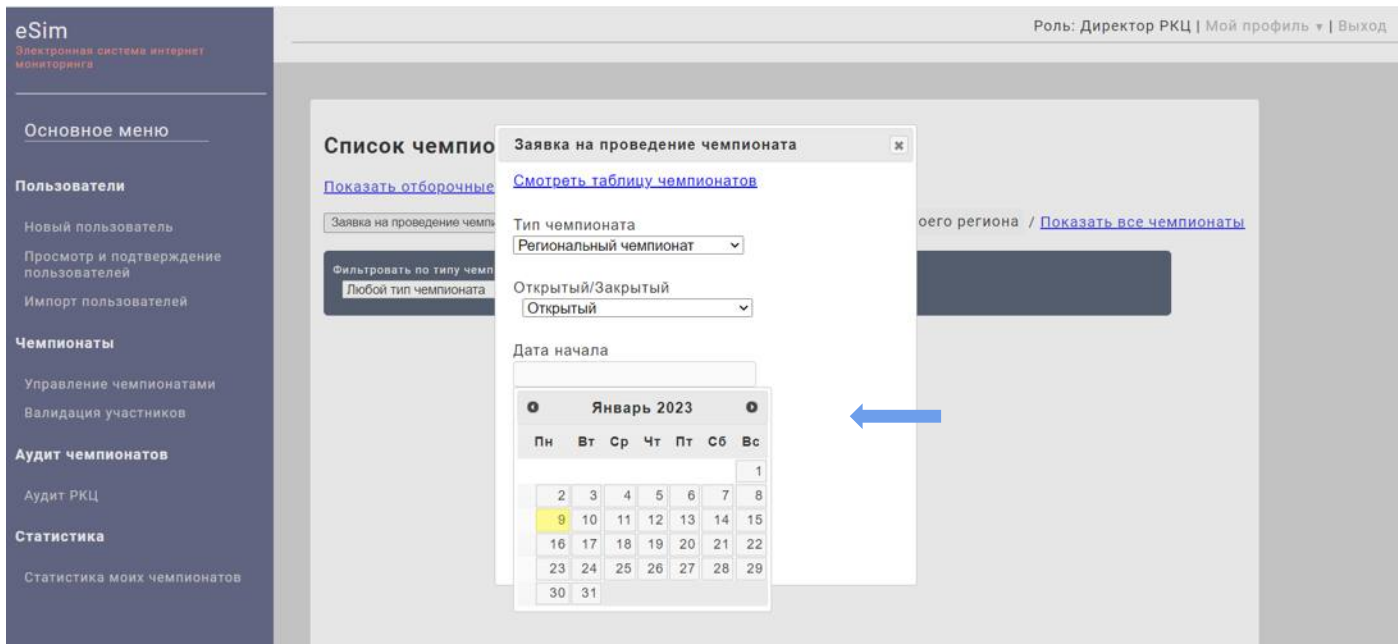 eSim
Электронная система интернет
мониторинга
Роль: Директор РКЦ | Мой профиль ▾ | Выход
Основное меню
Пользователи
Новый пользователь
Просмотр и подтверждение
пользователей
Импорт пользователей
Чемпионаты
Управление чемпионатами
Валидация участников
Аудит чемпионатов
Аудит РКЦ
Статистика
Статистика моих чемпионатов
Список чемпио
Показать отборочные
Заявка на проведение чемпи
оего региона / Показать все чемпионаты
Фильтровать по типу чемп
Любой тип чемпионата
Заявка на проведение чемпионата
Смотреть таблицу чемпионатов
Тип чемпионата
Региональный чемпионат
Открытый/Закрытый
Открытый
Дата начала
Январь 2023
Пн Вт Ср Чт Пт Сб Вс
1
2 3 4 5 6 7 8
9 10 11 12 13 14 15
16 17 18 19 20 21 22
23 24 25 26 27 28 29
30 31